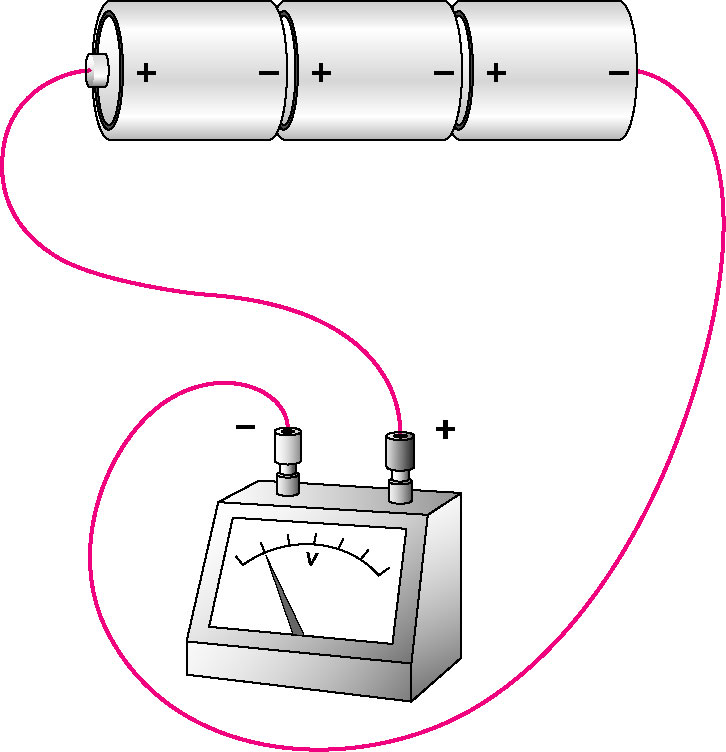 + − + − + −
− +
V